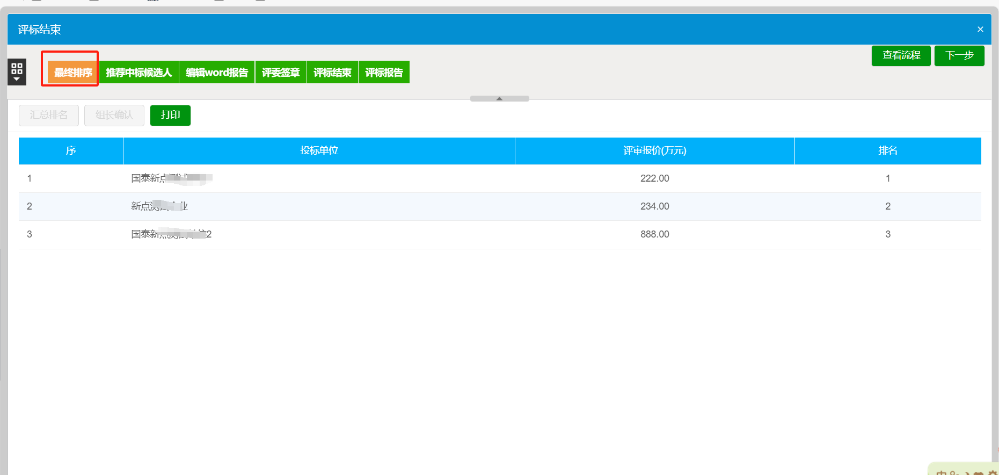 评标结束
×
查看流程 下一步
最终排序 推荐中标候选人 编辑word报告 评委签章 评标结束 评标报告
汇总排名 组长确认 打印
序 投标单位 评审报价(万元) 排名
1 国泰新点 222.00 1
2 新点 业 234.00 2
3 国泰新 2 888.00 3